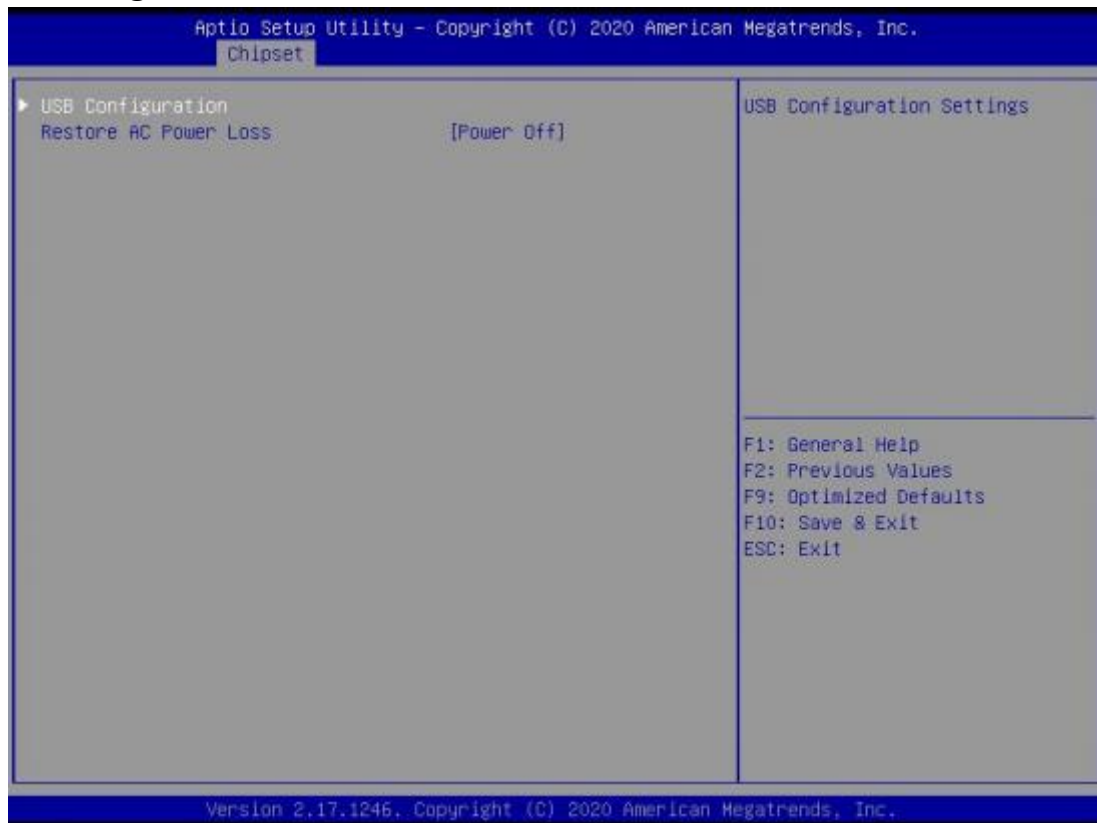 Aptio Setup Utility – Copyright (C) 2020 American Megatrends, Inc.
Chipset
► USB Configuration
Restore AC Power Loss [Power Off]
USB Configuration Settings
F1: General Help
F2: Previous Values
F9: Optimized Defaults
F10: Save & Exit
ESC: Exit
Version 2.17.1246. Copyright (C) 2020 American Megatrends, Inc.